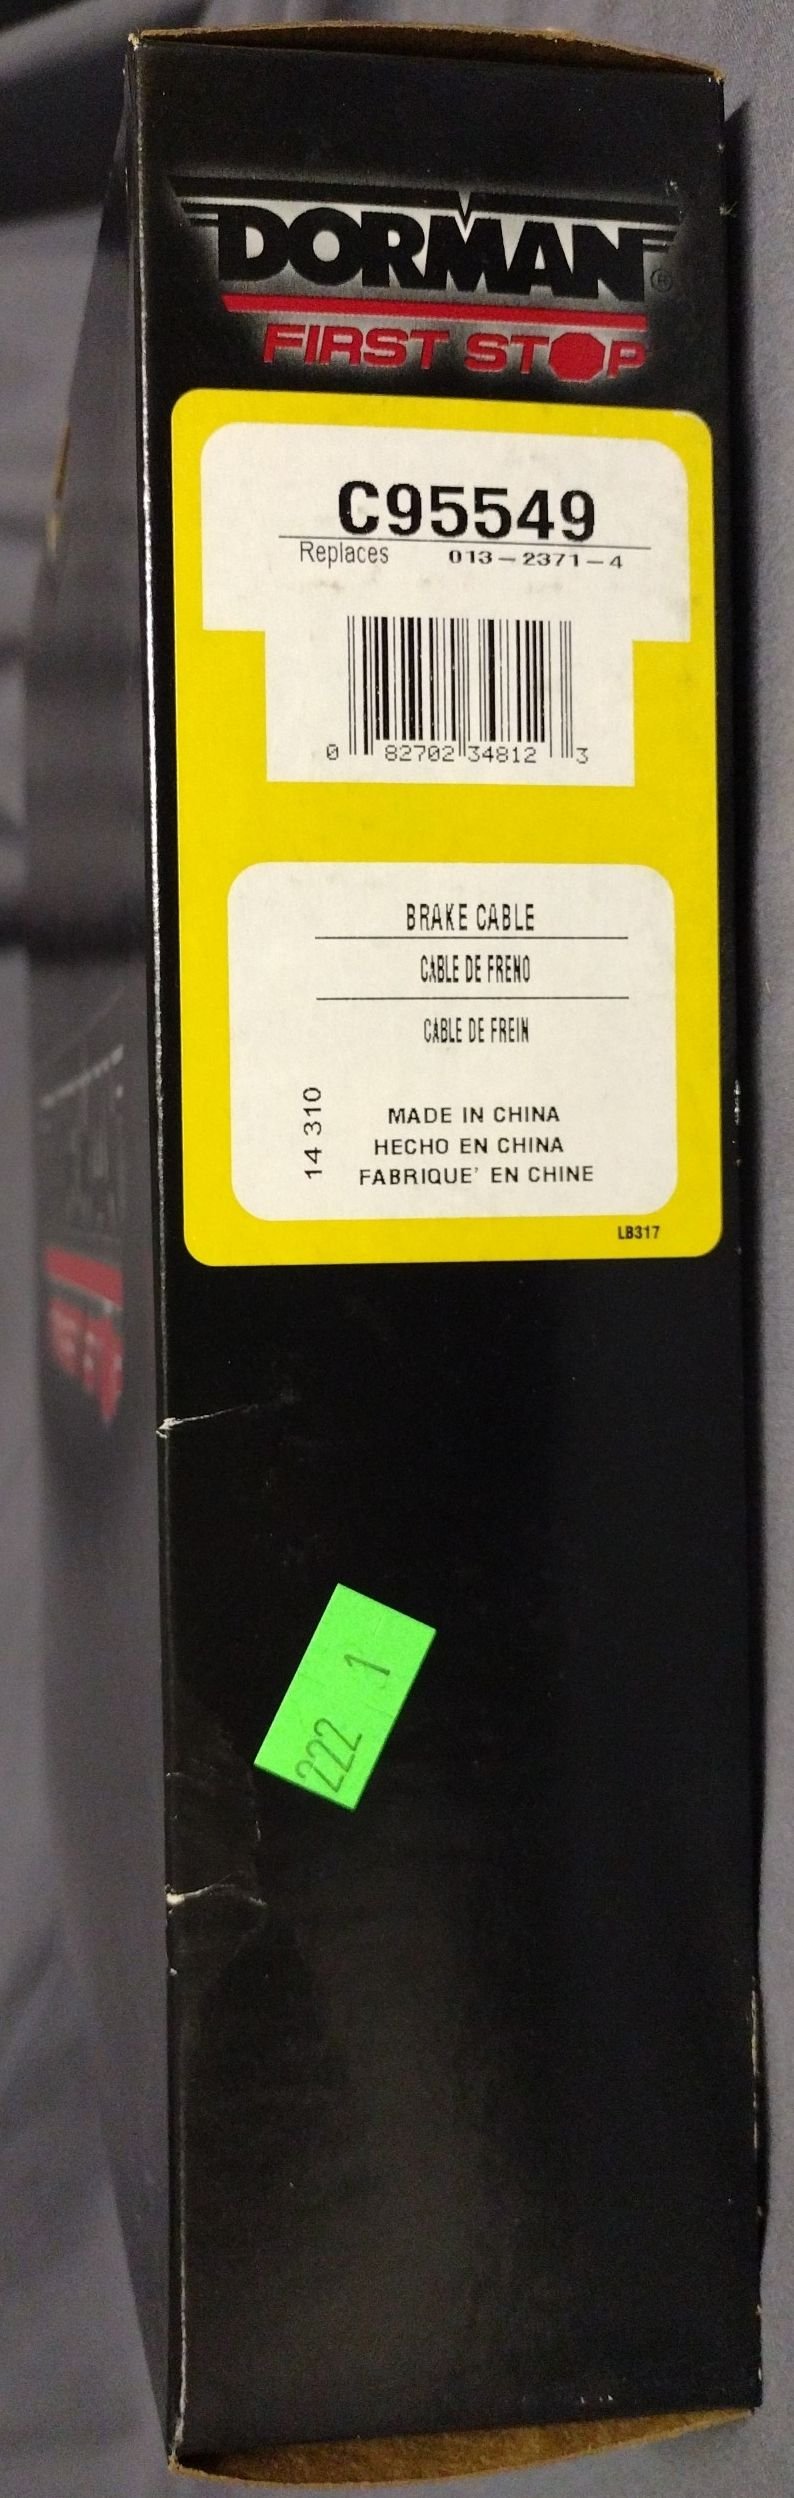 DORMAN®
FIRST STOP
C95549
Replaces 013-2371-4
0 82702 34812 3
BRAKE CABLE
CABLE DE FRENO
CABLE DE FREIN
14 310
MADE IN CHINA
HECHO EN CHINA
FABRIQUE' EN CHINE
LB317
222 1